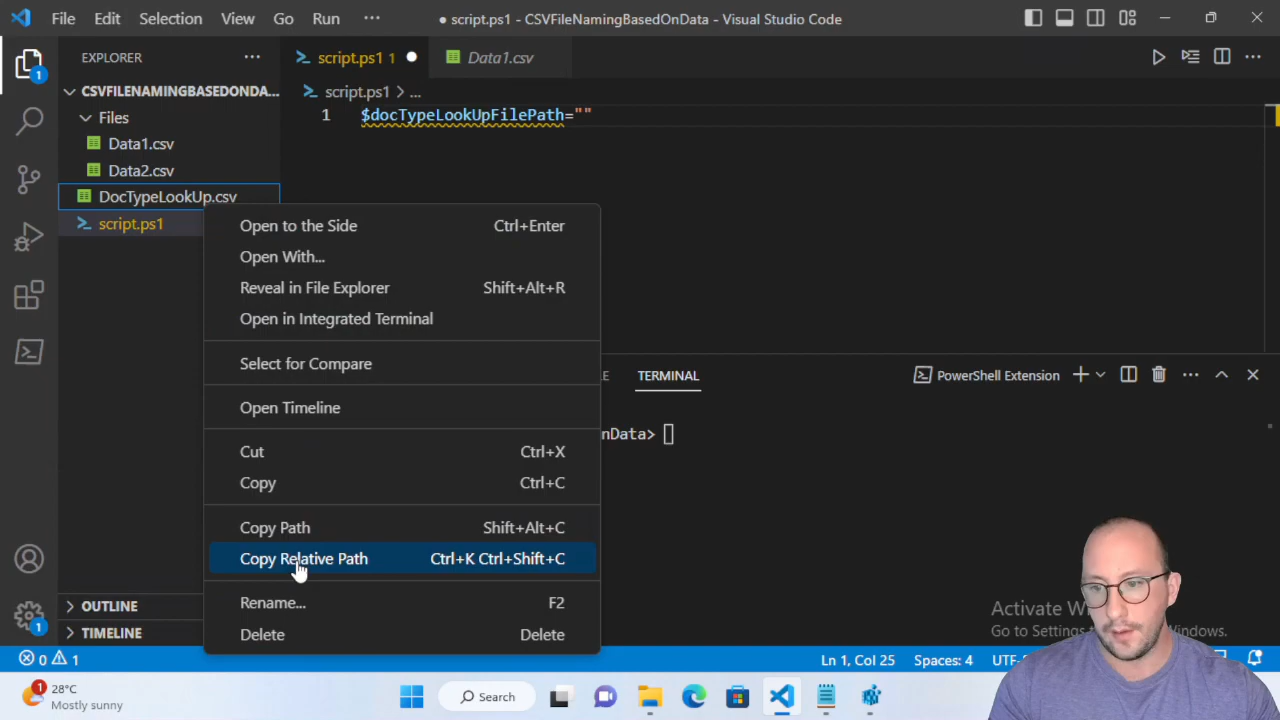 File Edit Selection View Go Run ··· ● script.ps1 - CSVFileNamingBasedOnData - Visual Studio Code
EXPLORER ··· script.ps1 1 ● Data1.csv
CSVFILENAMINGBASEDONDA... script.ps1 > ...
Files
1 $docTypeLookUpFilePath=""
Data1.csv
Data2.csv
DocTypeLookUp.csv
script.ps1
Open to the Side Ctrl+Enter
Open With...
Reveal in File Explorer Shift+Alt+R
Open in Integrated Terminal
Select for Compare
Open Timeline
Cut Ctrl+X
Copy Ctrl+C
Copy Path Shift+Alt+C
Copy Relative Path Ctrl+K Ctrl+Shift+C
Rename... F2
Delete Delete
TERMINAL PowerShell Extension
nData>
1
1
OUTLINE
TIMELINE
Activate
Go to Settings
0 1 Ln 1, Col 25 Spaces: 4
1 28°C
Mostly sunny
Search